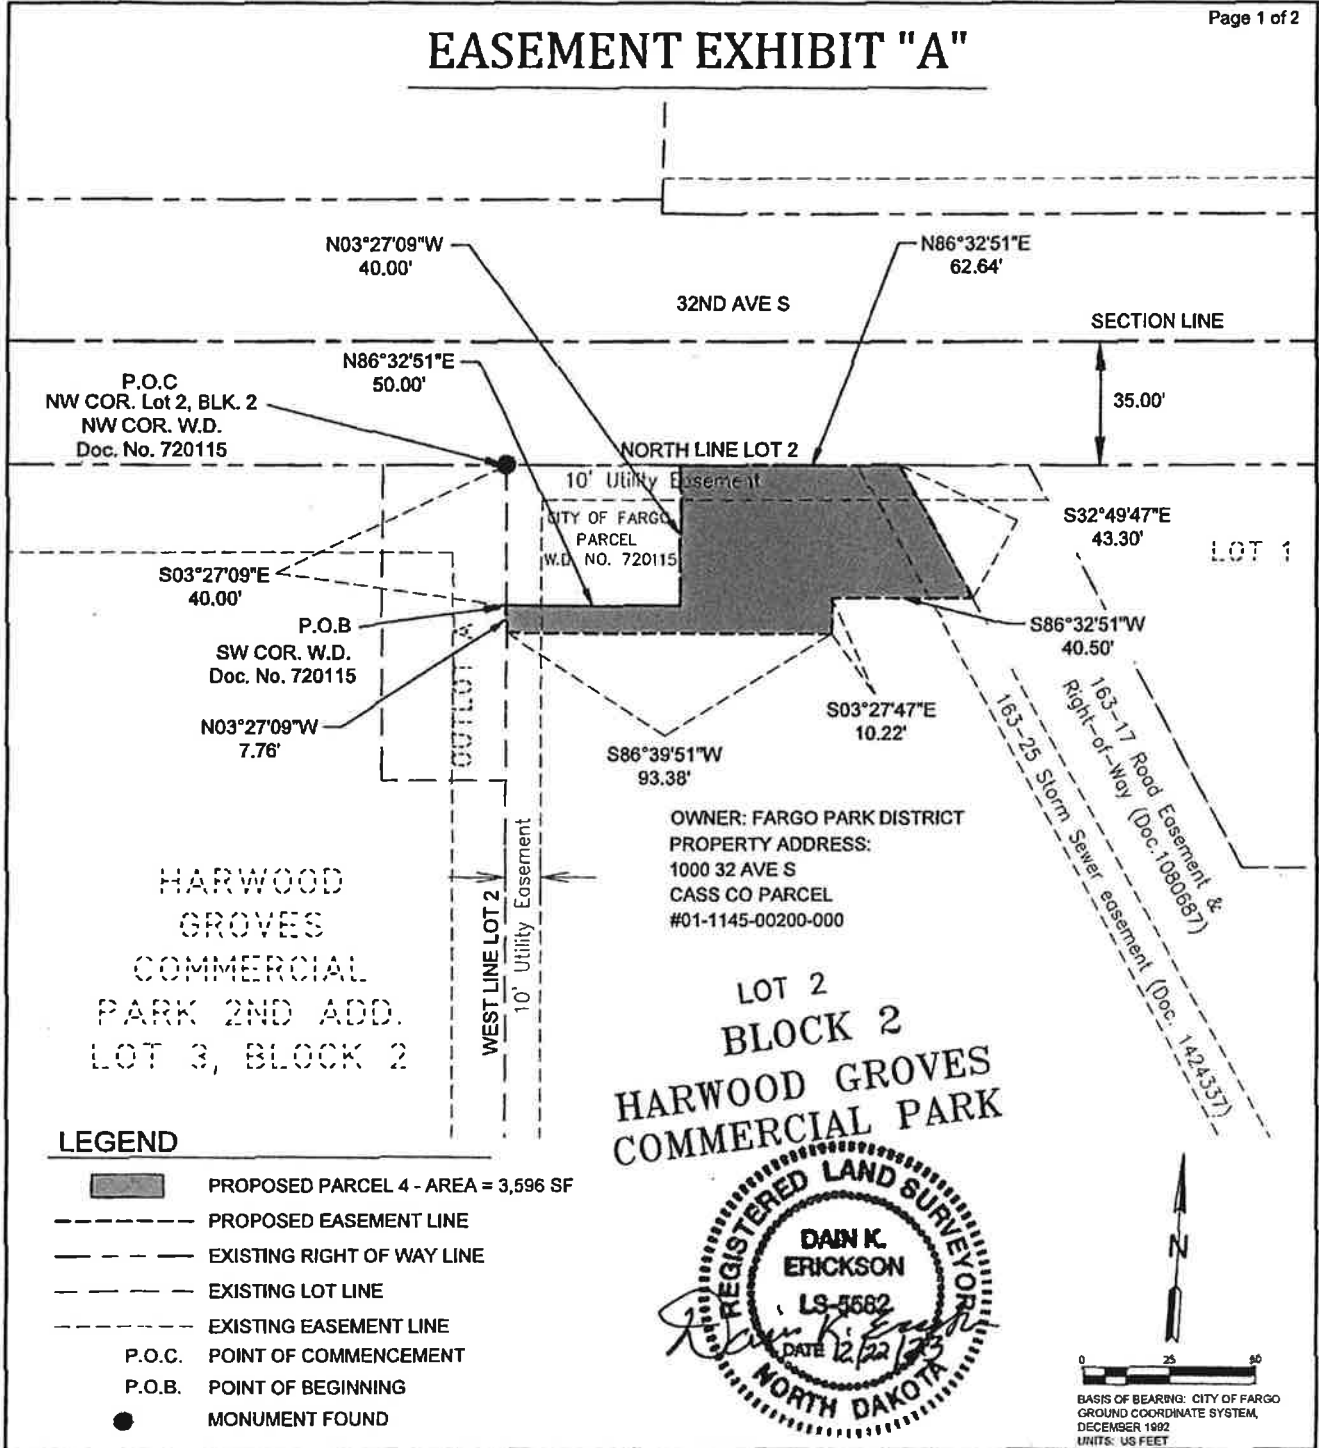 Page 1 of 2
EASEMENT EXHIBIT "A"
N03°27'09"W
40.00'
N86°32'51"E
62.64'
32ND AVE S
SECTION LINE
N86°32'51"E
50.00'
35.00'
P.O.C
NW COR. Lot 2, BLK. 2
NW COR. W.D.
Doc. No. 720115
NORTH LINE LOT 2
10' Utility Easement
CITY OF FARGO
PARCEL
W.D. NO. 720115
S32°49'47"E
43.30'
LOT 1
S03°27'09"E
40.00'
P.O.B
SW COR. W.D.
Doc. No. 720115
OUTLOT A
S86°32'51"W
40.50'
N03°27'09"W
7.76'
S03°27'47"E
10.22'
S86°39'51"W
93.38'
163-17 Road Easement &
Right-of-Way (Doc.1080687)
163-25 Storm Sewer easement (Doc. 1424337)
OWNER: FARGO PARK DISTRICT
PROPERTY ADDRESS:
1000 32 AVE S
CASS CO PARCEL
#01-1145-00200-000
WEST LINE LOT 2
10' Utility Easement
HARWOOD
GROVES
COMMERCIAL
PARK 2ND ADD.
LOT 3, BLOCK 2
LOT 2
BLOCK 2
HARWOOD GROVES
COMMERCIAL PARK
LEGEND
PROPOSED PARCEL 4 - AREA = 3,596 SF
PROPOSED EASEMENT LINE
EXISTING RIGHT OF WAY LINE
EXISTING LOT LINE
EXISTING EASEMENT LINE
P.O.C. POINT OF COMMENCEMENT
P.O.B. POINT OF BEGINNING
MONUMENT FOUND
REGISTERED LAND SURVEYOR
DAIN K.
ERICKSON
LS-5582
Dain K. Erickson
DATE 12/22/23
NORTH DAKOTA
N
0 25 50
BASIS OF BEARING: CITY OF FARGO
GROUND COORDINATE SYSTEM,
DECEMBER 1992
UNITS: US FEET